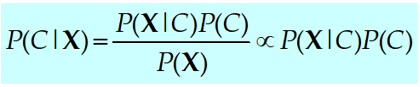 P(C|X) = P(X|C)P(C) / P(X) ∝ P(X|C)P(C)